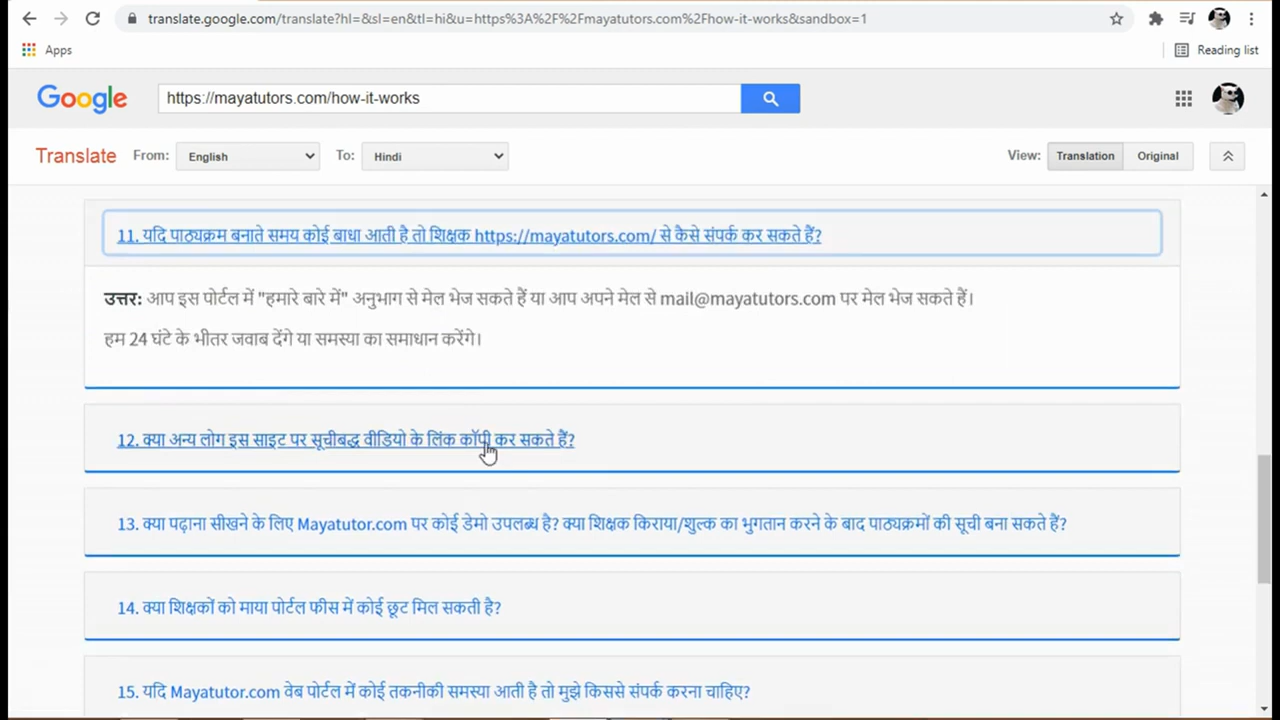 translate.google.com/translate?hl=&sl=en&tl=hi&u=https%3A%2F%2Fmayatutors.com%2Fhow-it-works&sandbox=1
Apps
Reading list
Google
https://mayatutors.com/how-it-works
Translate From: English To: Hindi View: Translation Original
11. यदि पाठ्यक्रम बनाते समय कोई बाधा आती है तो शिक्षक https://mayatutors.com/ से कैसे संपर्क कर सकते हैं?
उत्तर: आप इस पोर्टल में "हमारे बारे में" अनुभाग से मेल भेज सकते हैं या आप अपने मेल से mail@mayatutors.com पर मेल भेज सकते हैं।
हम 24 घंटे के भीतर जवाब देंगे या समस्या का समाधान करेंगे।
12. क्या अन्य लोग इस साइट पर सूचीबद्ध वीडियो के लिंक कॉपी कर सकते हैं?
13. क्या पढ़ाना सीखने के लिए Mayatutor.com पर कोई डेमो उपलब्ध है? क्या शिक्षक किराया/शुल्क का भुगतान करने के बाद पाठ्यक्रमों की सूची बना सकते हैं?
14. क्या शिक्षकों को माया पोर्टल फीस में कोई छूट मिल सकती है?
15. यदि Mayatutor.com वेब पोर्टल में कोई तकनीकी समस्या आती है तो मुझे किससे संपर्क करना चाहिए?